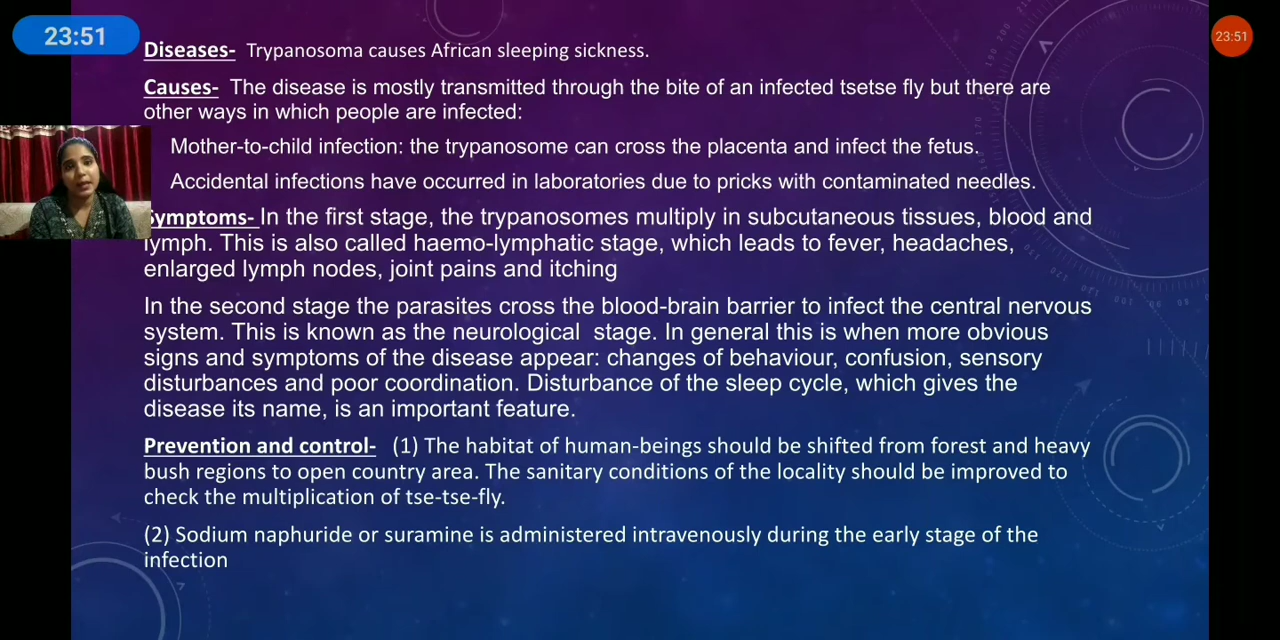 23:51
23:51
Diseases- Trypanosoma causes African sleeping sickness.
Causes- The disease is mostly transmitted through the bite of an infected tsetse fly but there are
other ways in which people are infected:
Mother-to-child infection: the trypanosome can cross the placenta and infect the fetus.
Accidental infections have occurred in laboratories due to pricks with contaminated needles.
Symptoms- In the first stage, the trypanosomes multiply in subcutaneous tissues, blood and
lymph. This is also called haemo-lymphatic stage, which leads to fever, headaches,
enlarged lymph nodes, joint pains and itching
In the second stage the parasites cross the blood-brain barrier to infect the central nervous
system. This is known as the neurological stage. In general this is when more obvious
signs and symptoms of the disease appear: changes of behaviour, confusion, sensory
disturbances and poor coordination. Disturbance of the sleep cycle, which gives the
disease its name, is an important feature.
Prevention and control- (1) The habitat of human-beings should be shifted from forest and heavy
bush regions to open country area. The sanitary conditions of the locality should be improved to
check the multiplication of tse-tse-fly.
(2) Sodium naphuride or suramine is administered intravenously during the early stage of the
infection